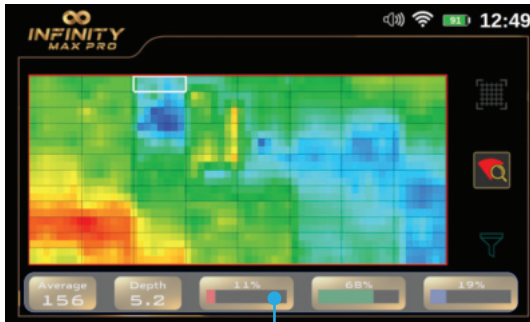 INFINITY
MAX PRO
91
12:49
Average
156
Depth
5.2
11%
68%
19%